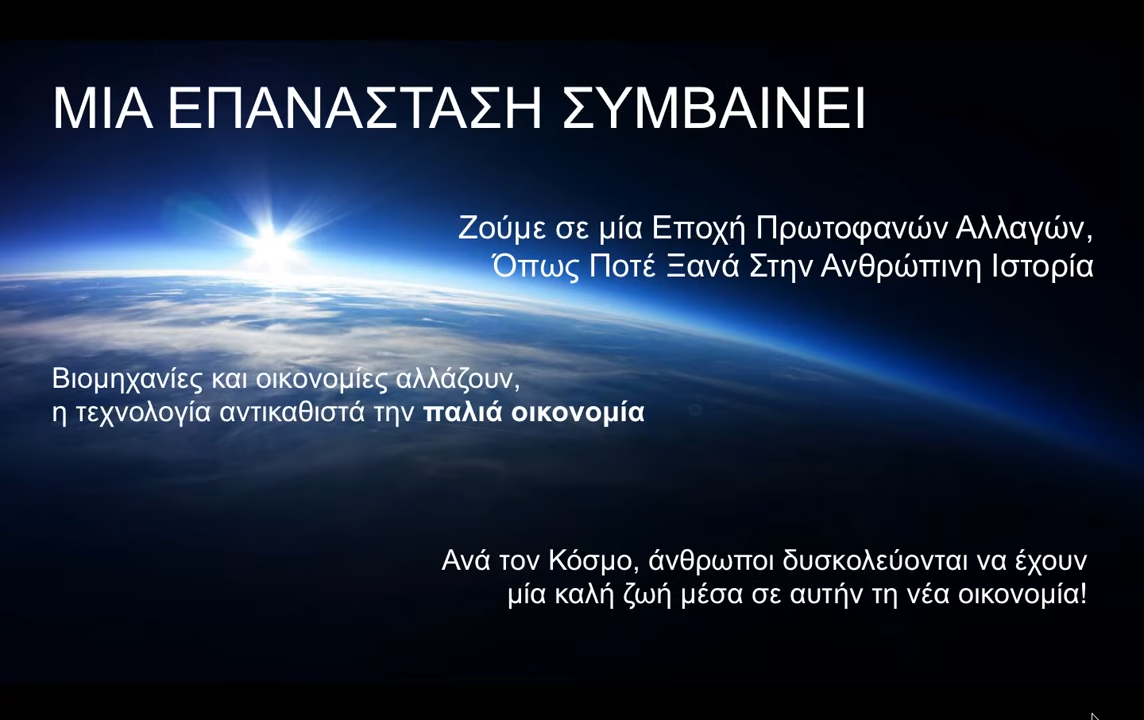 ΜΙΑ ΕΠΑΝΑΣΤΑΣΗ ΣΥΜΒΑΙΝΕΙ
Ζούμε σε μία Εποχή Πρωτοφανών Αλλαγών,
Όπως Ποτέ Ξανά Στην Ανθρώπινη Ιστορία
Βιομηχανίες και οικονομίες αλλάζουν,
η τεχνολογία αντικαθιστά την παλιά οικονομία
Ανά τον Κόσμο, άνθρωποι δυσκολεύονται να έχουν
μία καλή ζωή μέσα σε αυτήν τη νέα οικονομία!